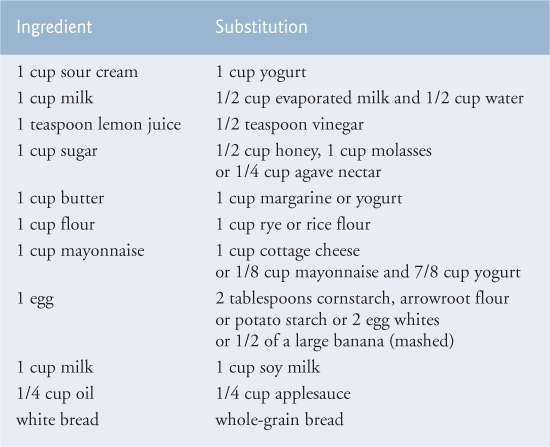 Ingredient Substitution
1 cup sour cream 1 cup yogurt
1 cup milk 1/2 cup evaporated milk and 1/2 cup water
1 teaspoon lemon juice 1/2 teaspoon vinegar
1 cup sugar 1/2 cup honey, 1 cup molasses
or 1/4 cup agave nectar
1 cup butter 1 cup margarine or yogurt
1 cup flour 1 cup rye or rice flour
1 cup mayonnaise 1 cup cottage cheese
or 1/8 cup mayonnaise and 7/8 cup yogurt
1 egg 2 tablespoons cornstarch, arrowroot flour
or potato starch or 2 egg whites
or 1/2 of a large banana (mashed)
1 cup milk 1 cup soy milk
1/4 cup oil 1/4 cup applesauce
white bread whole-grain bread